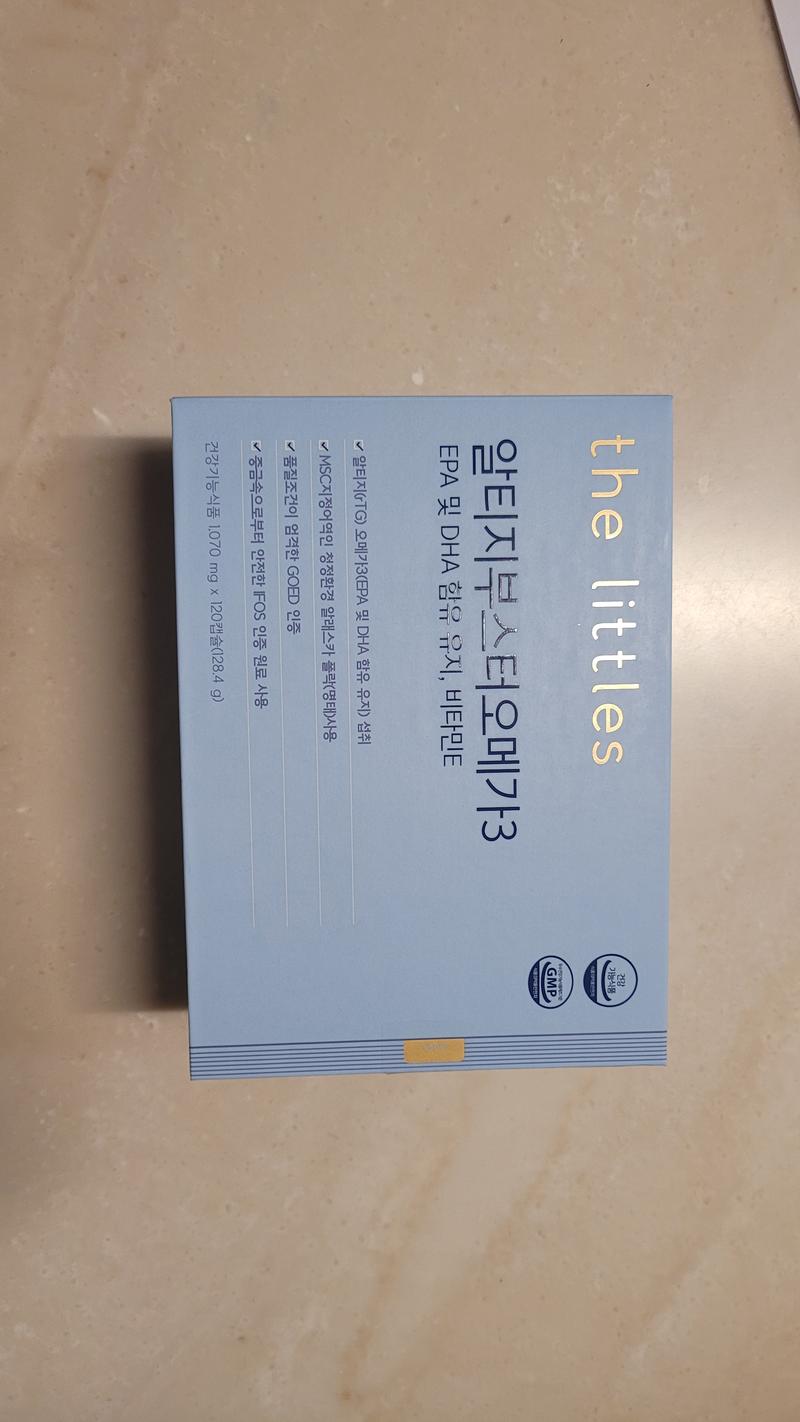 the littles
알티지부스터오메가3
EPA 및 DHA 함유 유지, 비타민E
알티지(rTG) 오메가3(EPA 및 DHA 함유 유지) 섭취
MSC지정어역인 청정환경 알래스카 폴락(명태)사용
품질조건이 엄격한 GOED 인증
중금속으로부터 안전한 IFOS 인증 원료 사용
건강기능식품 1,070 mg x 120캡슐(128.4 g)
건강
기능식품
GMP